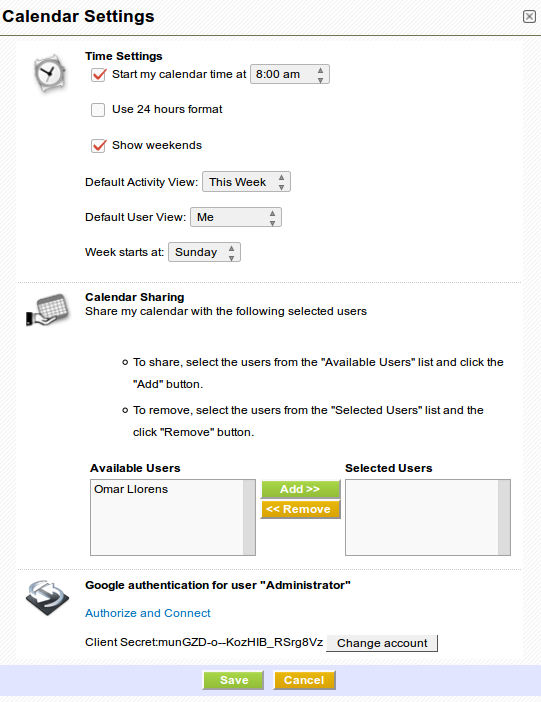 Calendar Settings
Time Settings
Start my calendar time at 8:00 am
Use 24 hours format
Show weekends
Default Activity View: This Week
Default User View: Me
Week starts at: Sunday
Calendar Sharing
Share my calendar with the following selected users
To share, select the users from the "Available Users" list and click the
"Add" button.
To remove, select the users from the "Selected Users" list and the
click "Remove" button.
Available Users
Selected Users
Omar Llorens
Add >>
<< Remove
Google authentication for user "Administrator"
Authorize and Connect
Client Secret:munGZD-o--KozHIB_RSrg8Vz Change account
Save Cancel